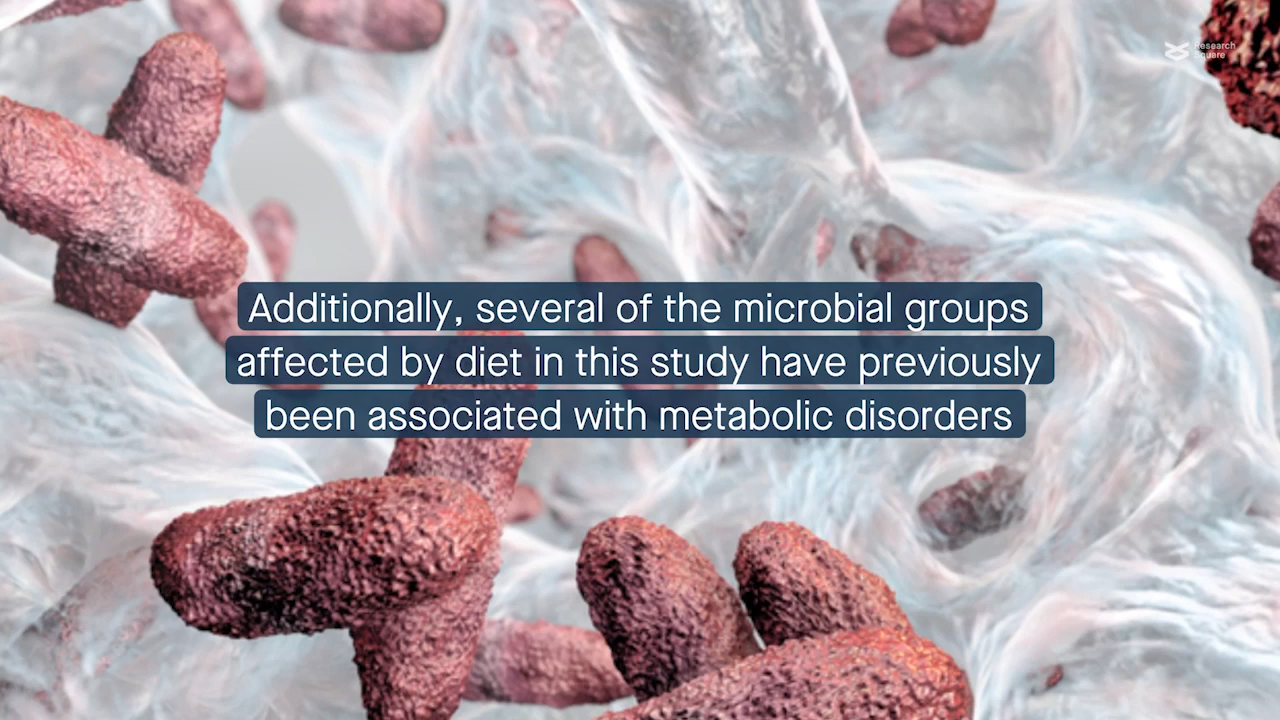 Research
Square
Additionally, several of the microbial groups
affected by diet in this study have previously
been associated with metabolic disorders